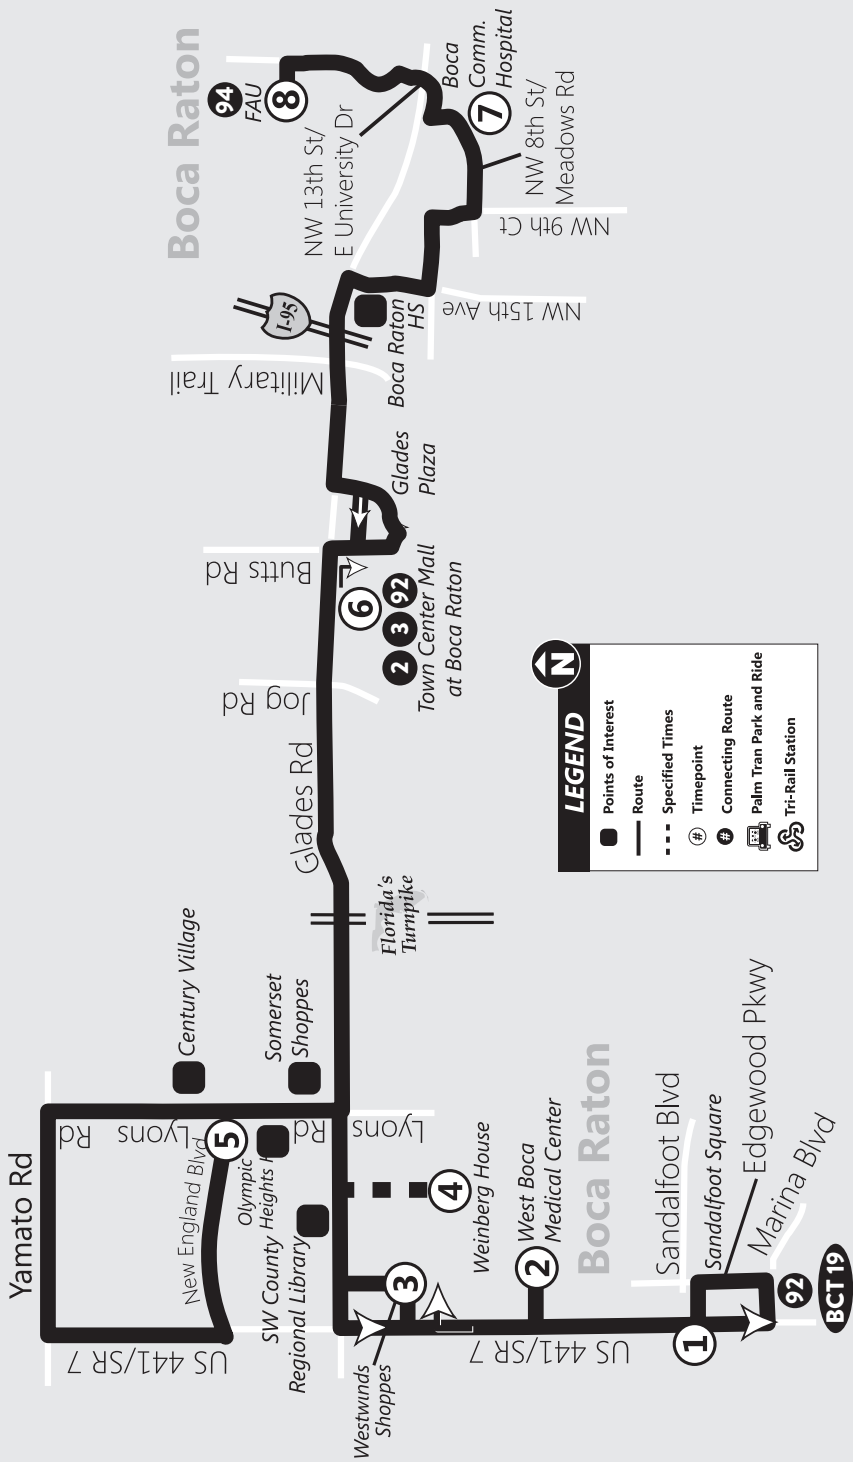 Boca Raton
94
FAU
8
NW 13th St/
E University Dr
Boca
Comm.
Hospital
7
NW 8th St/
Meadows Rd
NW 9th Ct
NW 15th Ave
I-95
Boca Raton
HS
Military Trail
Glades
Plaza
Butts Rd
6
2
3
92
Town Center Mall
at Boca Raton
Jog Rd
Glades Rd
Florida's
Turnpike
Century Village
Somerset
Shoppes
Yamato Rd
Lyons Rd
Lyons Rd
5
New England Blvd
Olympic
Heights
SW County
Regional Library
4
Weinberg House
3
Westwinds
Shoppes
2
West Boca
Medical Center
US 441/SR 7
US 441/SR 7
Boca Raton
Sandalfoot Blvd
Sandalfoot Square
Edgewood Pkwy
Marina Blvd
1
92
BCT 19
N
LEGEND
Points of Interest
Route
Specified Times
# Timepoint
# Connecting Route
Palm Tran Park and Ride
Tri-Rail Station